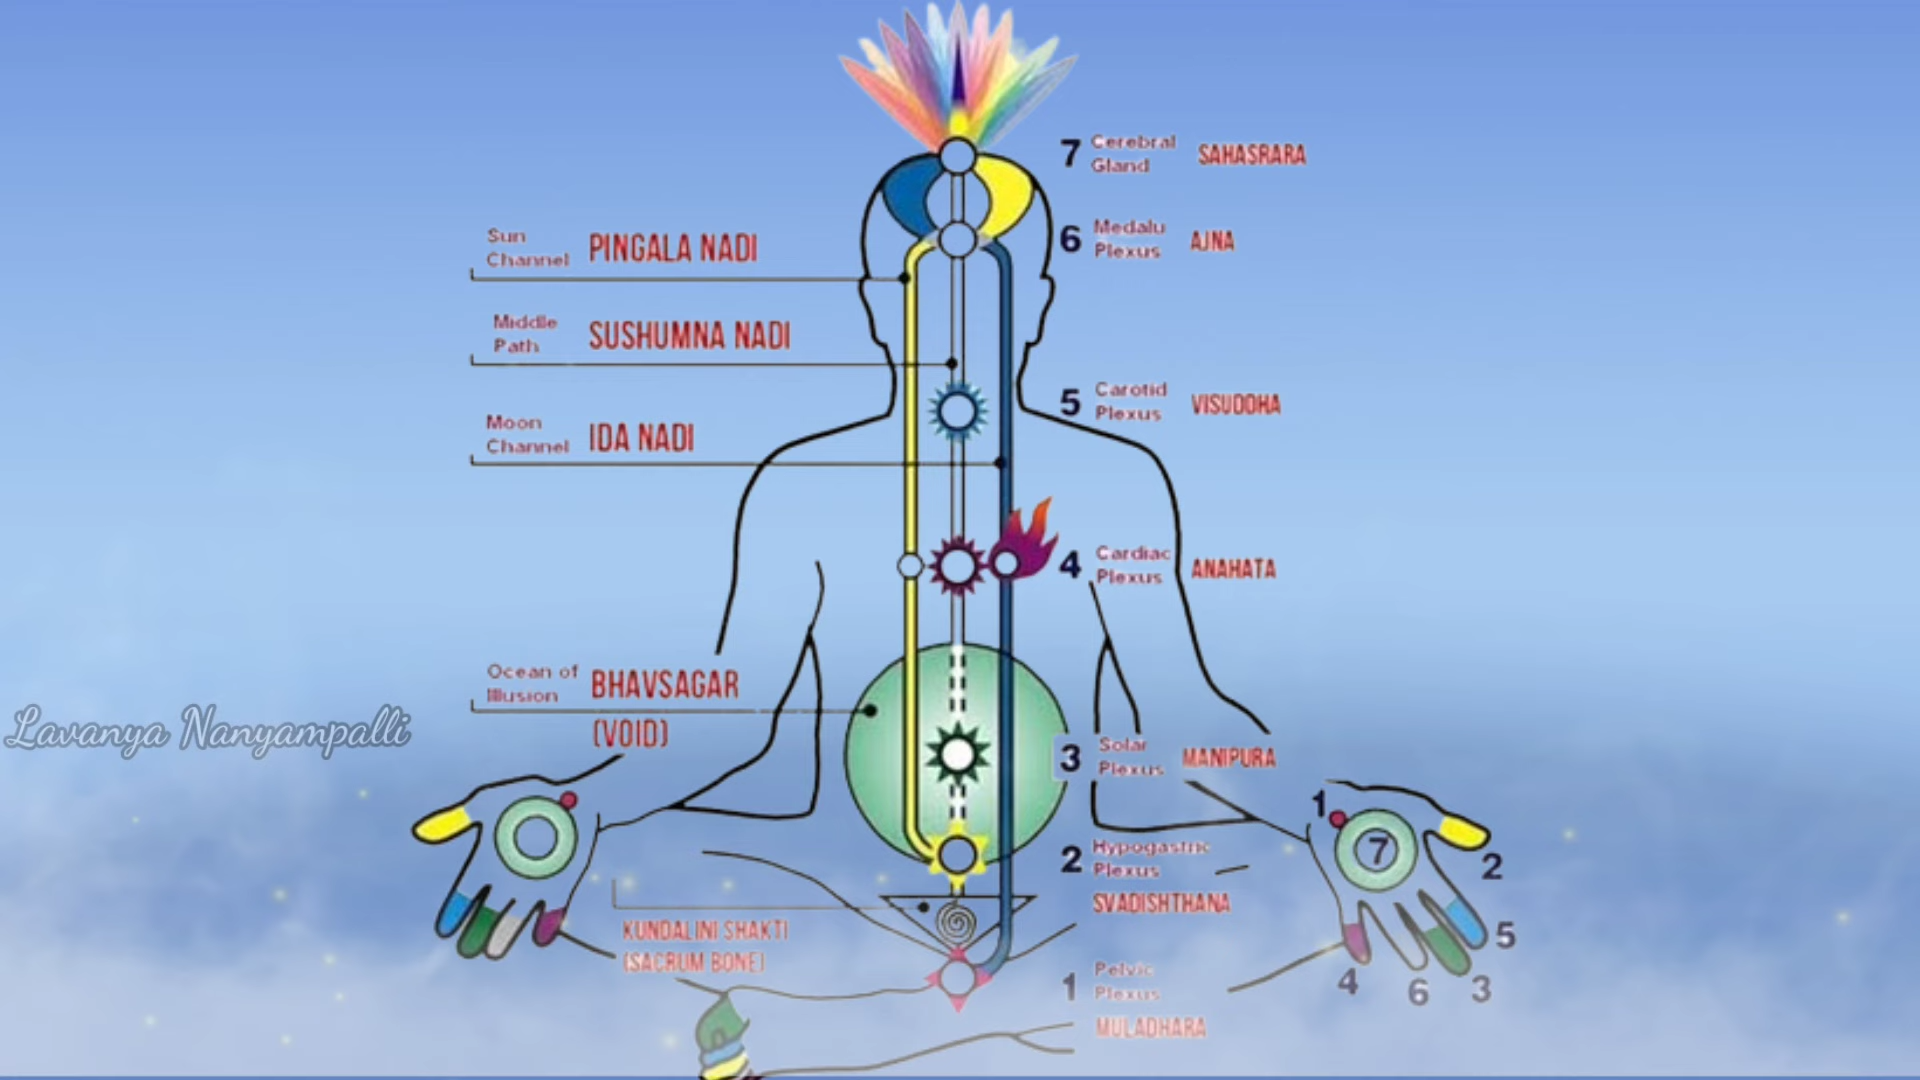 7 Cerebral
Gland SAHASRARA
Sun
Channel PINGALA NADI
6 Medalu
Plexus AJNA
Middle
Path SUSHUMNA NADI
5 Carotid
Plexus VISUDDHA
Moon
Channel IDA NADI
4 Cardiac
Plexus ANAHATA
Ocean of
Illusion BHAVSAGAR
(VOID)
Lavanya Nanyampalli
3 Solar
Plexus MANIPURA
2 Hypogastric
Plexus
SVADISHTHANA
KUNDALINI SHAKTI
(SACRUM BONE)
1 Pelvic
Plexus
MULADHARA
1
7
2
5
4
6
3